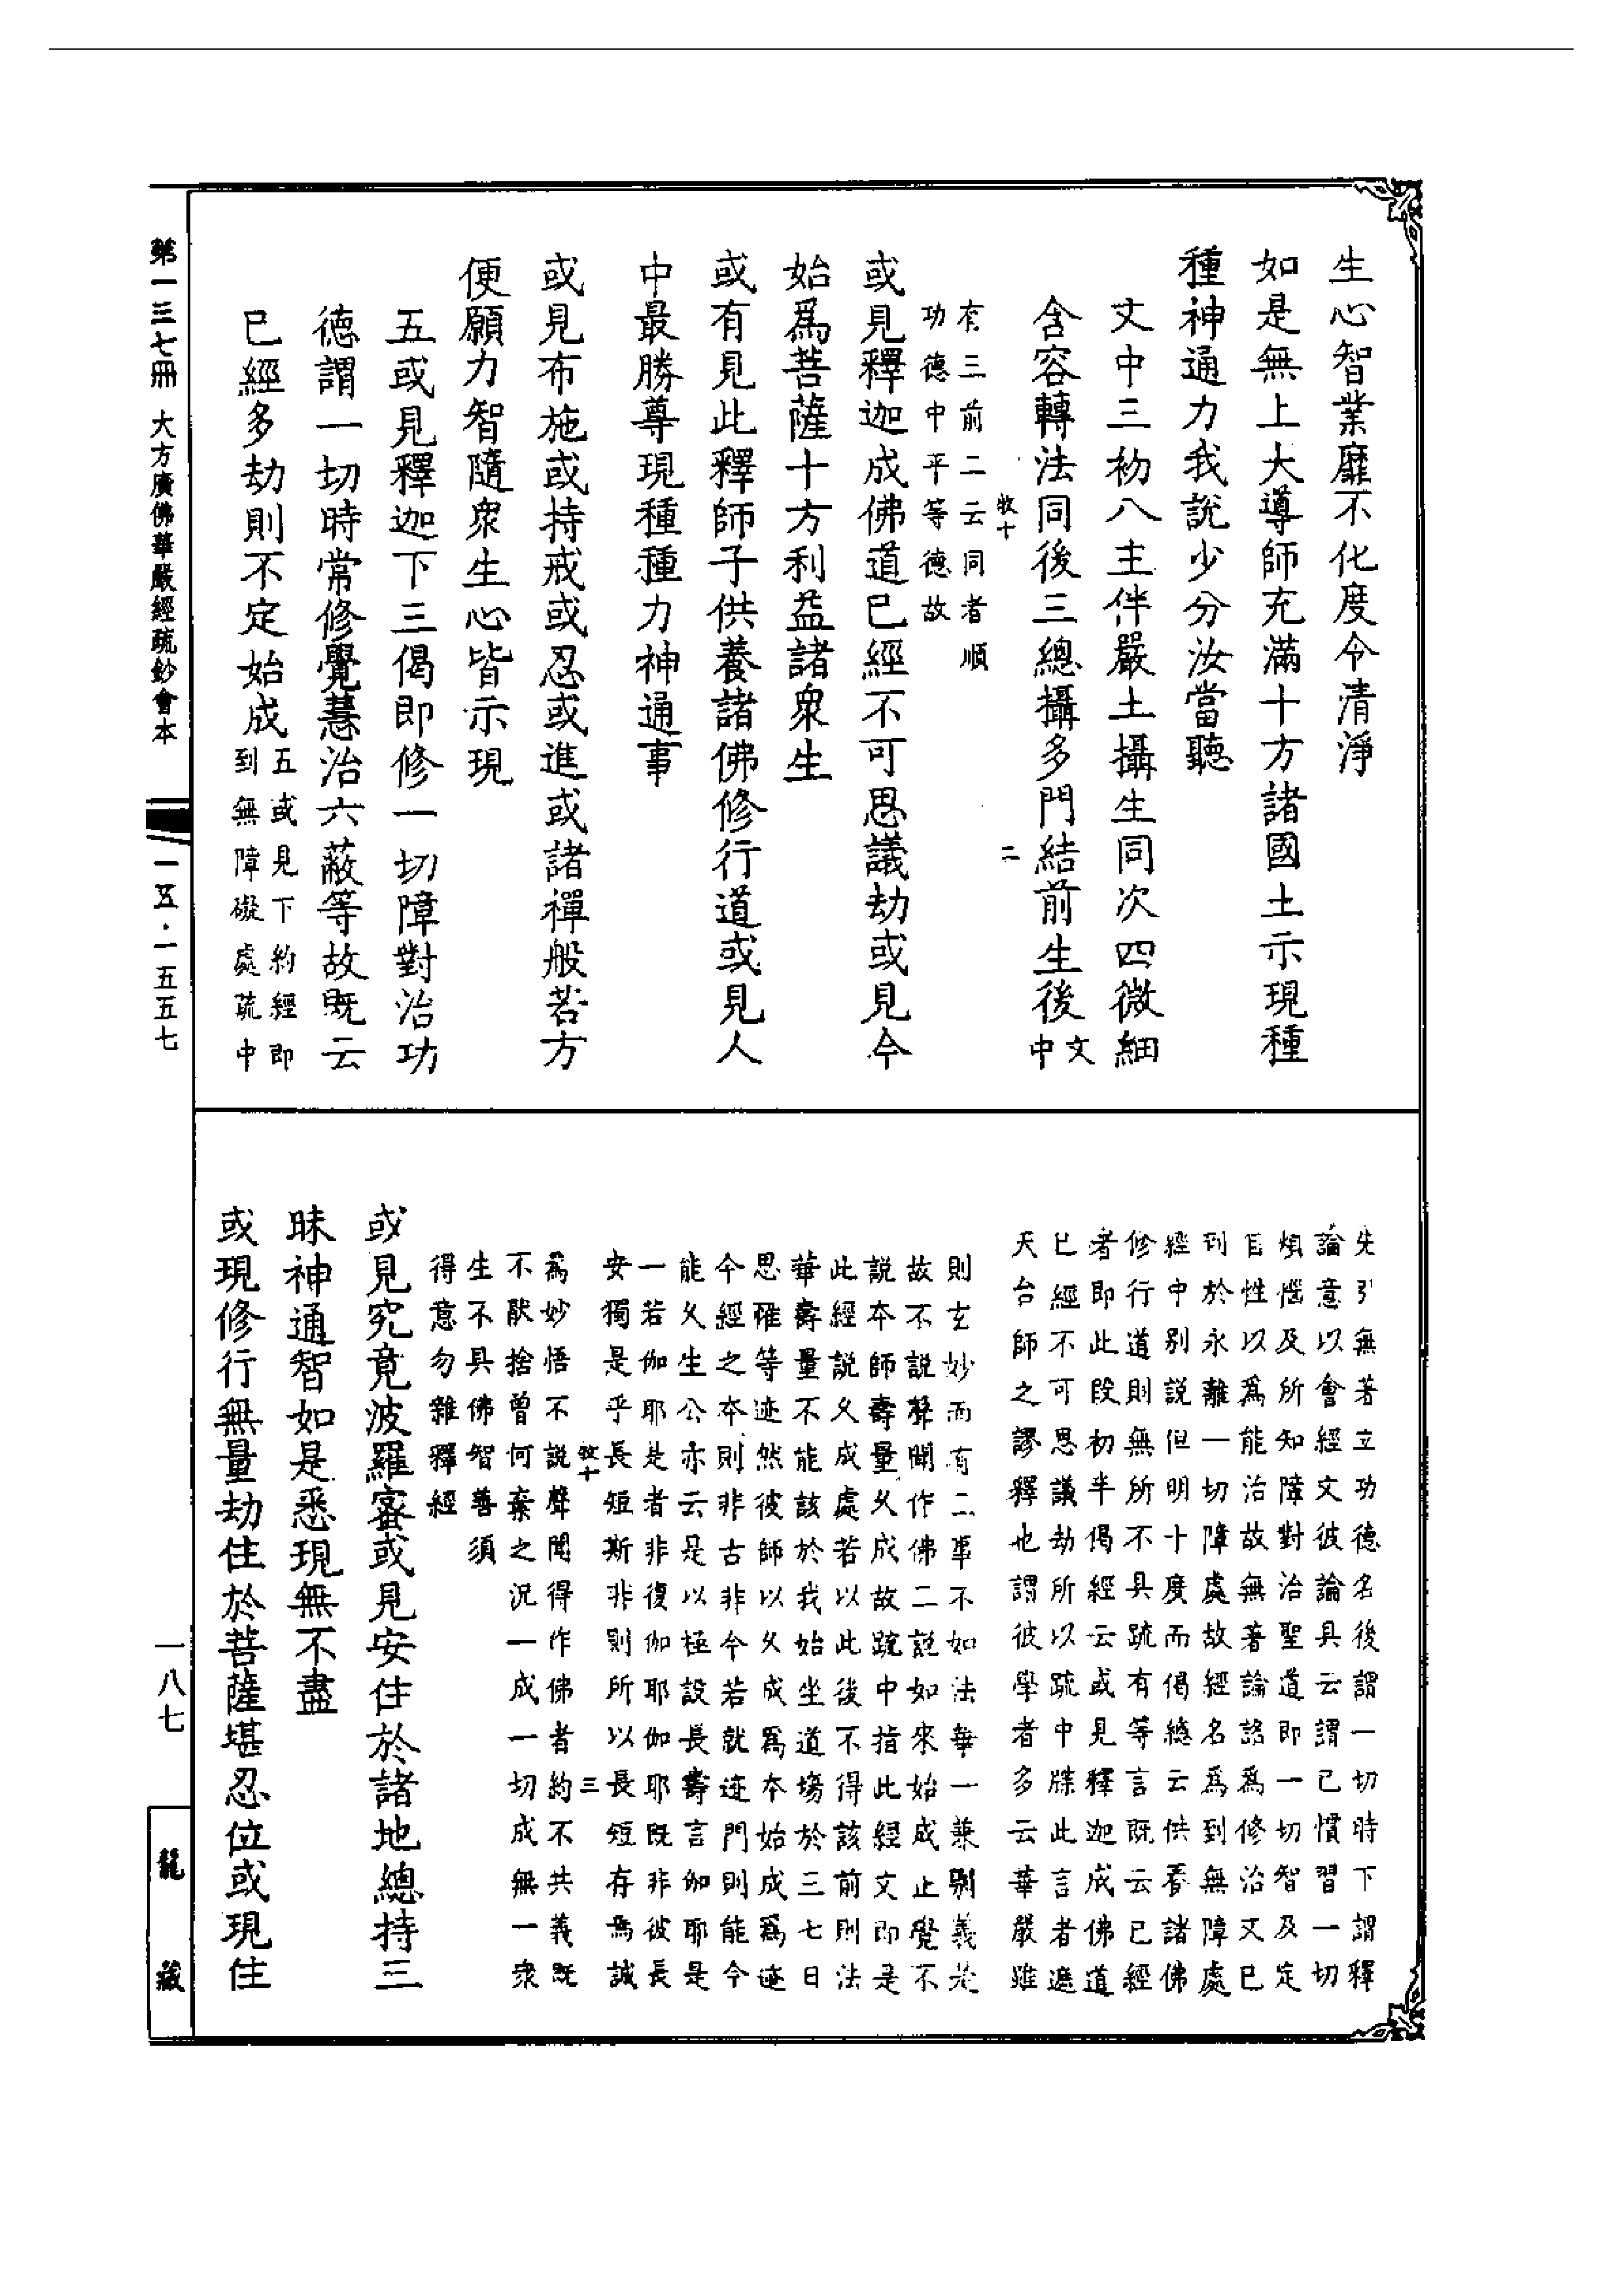 生心智業靡不化度令清淨
如是無上大導師充滿十方諸國土示現種
種神通力我說少分汝當聽
文中三初八主伴嚴土攝生同次四微細
含容轉法同後三總攝多門結前生後文中
有三前二云同者順
功德中平等德故
或見釋迦成佛道已經不可思議劫或見今
始爲菩薩十方利益諸衆生
或有見此釋師子供養諸佛修行道或見人
中最勝尊現種種力神通事
或見布施或持戒或忍或進或諸禪般若方
便願力智隨衆生心皆示現
五或見釋迦下三偈即修一切障對治功
德謂一切時常修覺慧治六蔽等故既云
已經多劫則不定始成五或見下約經即
到無障礙處疏中
先引無著立功德名後謂一切時下謂釋
論意以會經文彼論具云謂已慣習一切
煩惱及所知障對治聖道即一切智及定
自性以爲能治故無著論詺爲修治又已
到於永離一切障處故經名爲到無障處
經中別說但明十度而偈總云供養諸佛
修行道則無所不具疏有等言既云已經
者即此段初半偈經云或見釋迦成佛道
已經不可思議劫所以疏中牒此言者遮
天台師之謬釋也謂彼學者多云華嚴雖
則玄妙而有二事不如法華一兼別義是
故不說聲聞作佛二說如來始成正覺不
說本師壽量久成故疏中指此經文即是
此經說久成處若以此後不得該前則法
華壽量不能該於我始坐道場於三七日
思惟等迹然彼師以久成爲本始成爲迹
今經之本則非古非今若就迹門則能今
能久生公亦云是以極設長壽言伽耶是
一若伽耶是者非復伽耶伽耶既非彼長
安獨是乎長短斯非則所以長短存焉誠
爲妙悟不說聲聞得作佛者約不共義既
不猒捨曾何棄之況一成一切成無一衆
生不具佛智善須
得意勿雜釋經
或見究竟波羅蜜或見安住於諸地總持三
昧神通智如是悉現無不盡
或現修行無量劫住於菩薩堪忍位或現住
第一三七冊 大方廣佛華嚴經疏鈔會本
一五五·一五五七
一八七
龍藏
牧十
二
牧十
三